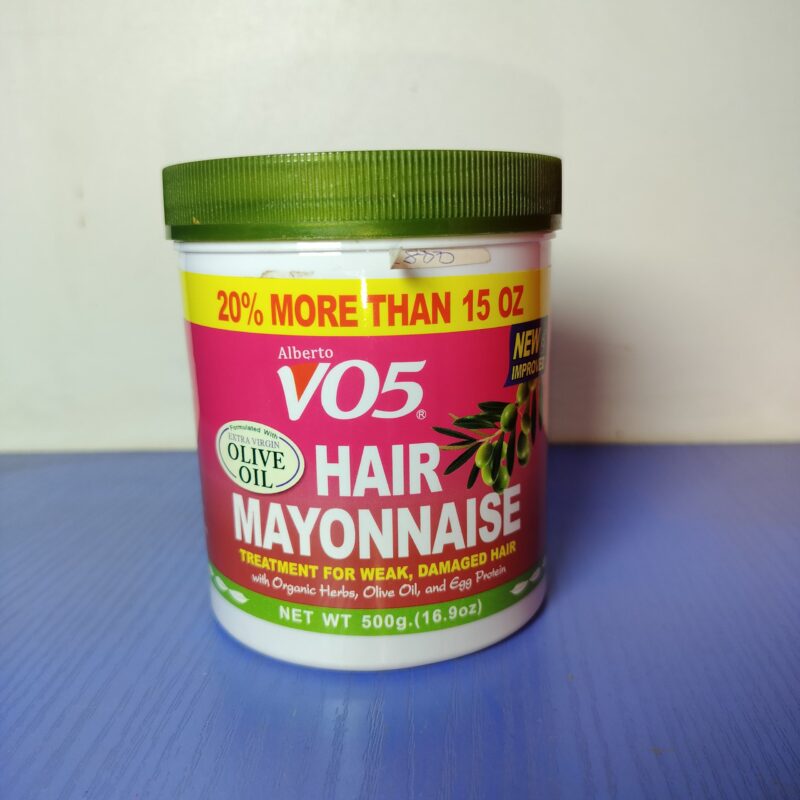 800
20% MORE THAN 15 OZ
NEW &
IMPROVED
Alberto
VO5®
Formulated With
EXTRA VIRGIN
OLIVE
OIL
HAIR
MAYONNAISE
TREATMENT FOR WEAK, DAMAGED HAIR
with Organic Herbs, Olive Oil, and Egg Protein
NET WT 500g.(16.9oz)